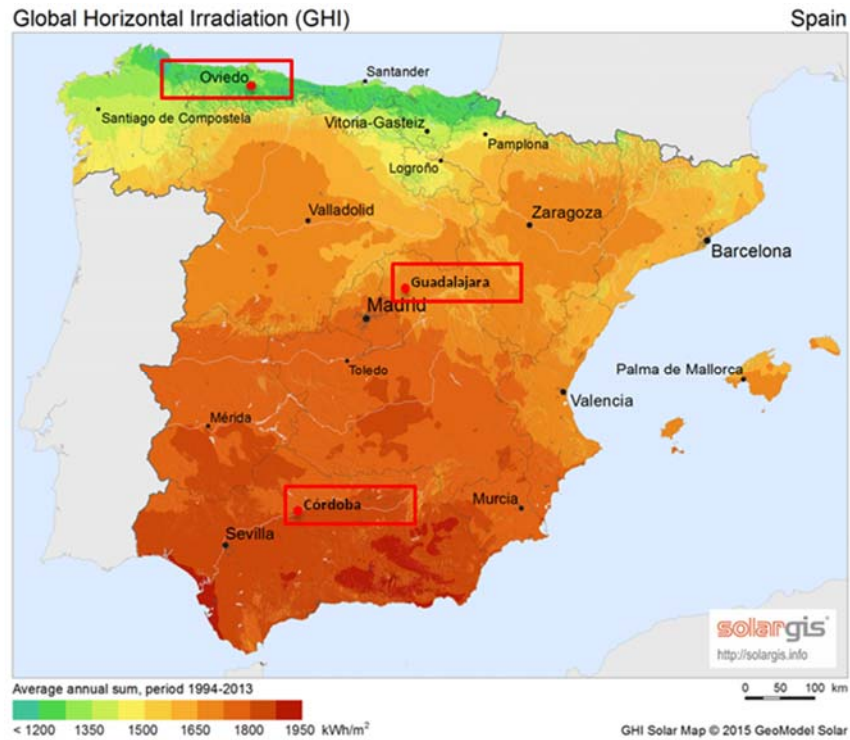 Global Horizontal Irradiation (GHI) Spain
Oviedo
Santander
Santiago de Compostela
Vitoria-Gasteiz
Pamplona
Logroño
Valladolid
Zaragoza
Barcelona
Guadalajara
Madrid
Toledo
Palma de Mallorca
Valencia
Mérida
Córdoba
Murcia
Sevilla
solargis
http://solargis.info
Average annual sum, period 1994-2013
0 50 100 km
< 1200 1350 1500 1650 1800 1950 kWh/m²
GHI Solar Map © 2015 GeoModel Solar